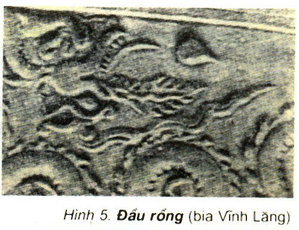 Hình 5. Đầu rồng (bia Vĩnh Lăng)